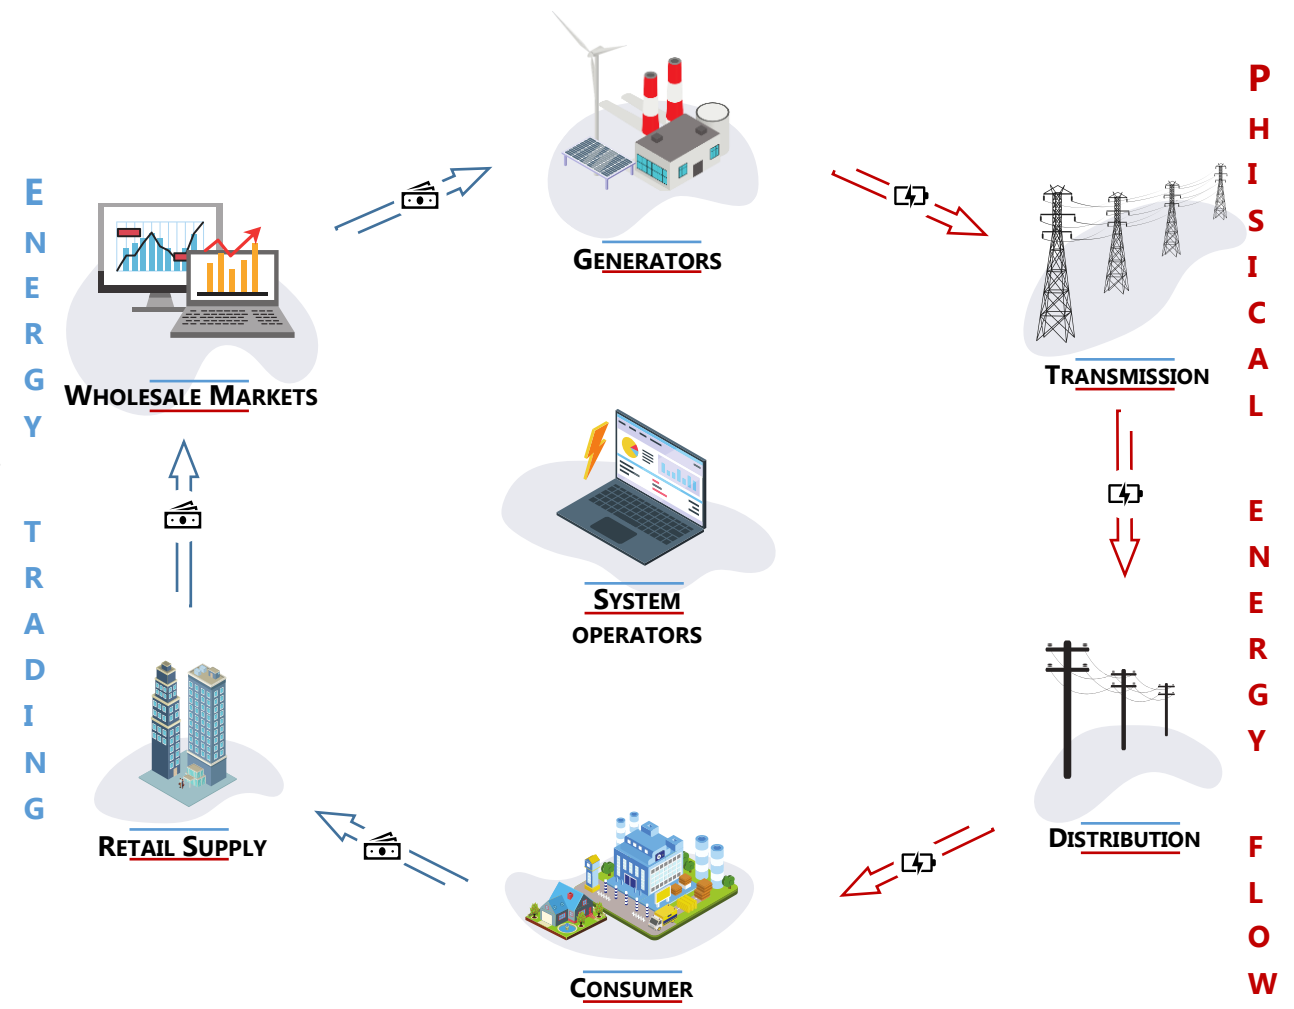 ENERGY TRADING
GENERATORS
WHOLESALE MARKETS
TRANSMISSION
SYSTEM
OPERATORS
RETAIL SUPPLY
DISTRIBUTION
CONSUMER
PHISICAL ENERGY FLOW